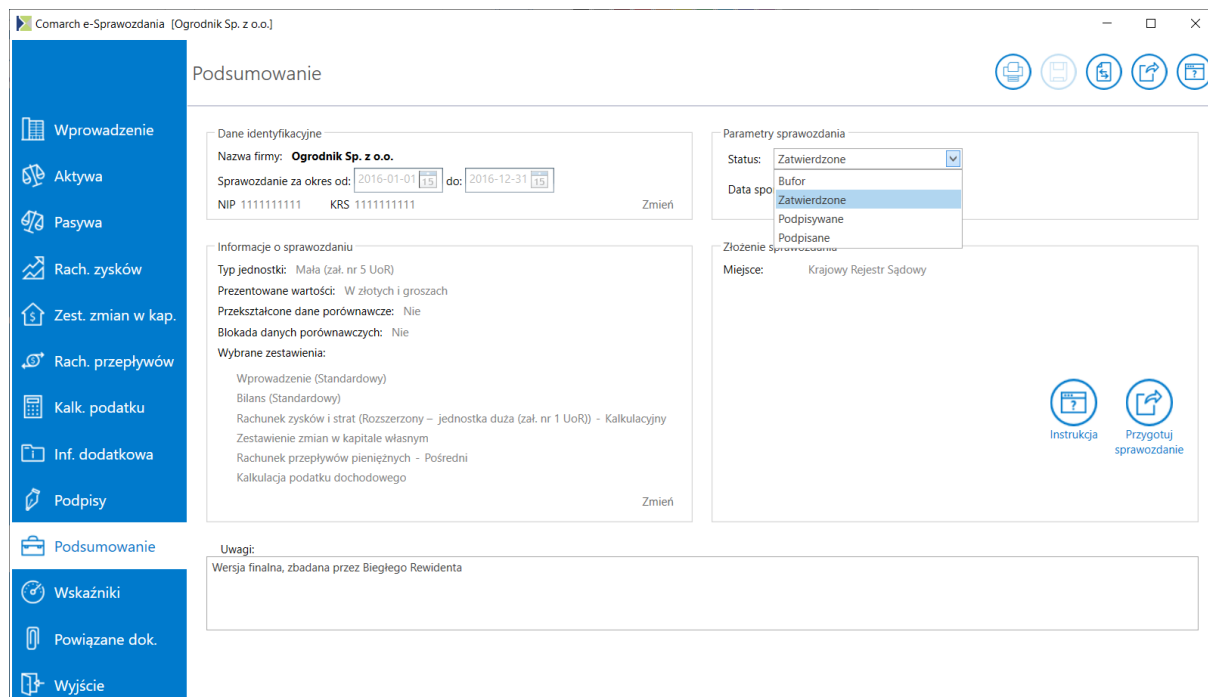 Comarch e-Sprawozdania [Ogrodnik Sp. z o.o.]
Podsumowanie
Wprowadzenie
Aktywa
Pasywa
Rach. zysków
Zest. zmian w kap.
Rach. przepływów
Kalk. podatku
Inf. dodatkowa
Podpisy
Podsumowanie
Wskaźniki
Powiązane dok.
Wyjście
Dane identyfikacyjne
Nazwa firmy: Ogrodnik Sp. z o.o.
Sprawozdanie za okres od: 2016-01-01 15 do: 2016-12-31 15
NIP 1111111111 KRS 1111111111 Zmień
Parametry sprawozdania
Status: Zatwierdzone
Data spo
Bufor
Zatwierdzone
Podpisywane
Podpisane
Informacje o sprawozdaniu
Typ jednostki: Mała (zał. nr 5 UoR)
Prezentowane wartości: W złotych i groszach
Przekształcone dane porównawcze: Nie
Blokada danych porównawczych: Nie
Wybrane zestawienia:
Wprowadzenie (Standardowy)
Bilans (Standardowy)
Rachunek zysków i strat (Rozszerzony – jednostka duża (zał. nr 1 UoR)) - Kalkulacyjny
Zestawienie zmian w kapitale własnym
Rachunek przepływów pieniężnych - Pośredni
Kalkulacja podatku dochodowego
Zmień
Złożenie sprawozdania
Miejsce: Krajowy Rejestr Sądowy
Instrukcja
Przygotuj
sprawozdanie
Uwagi:
Wersja finalna, zbadana przez Biegłego Rewidenta